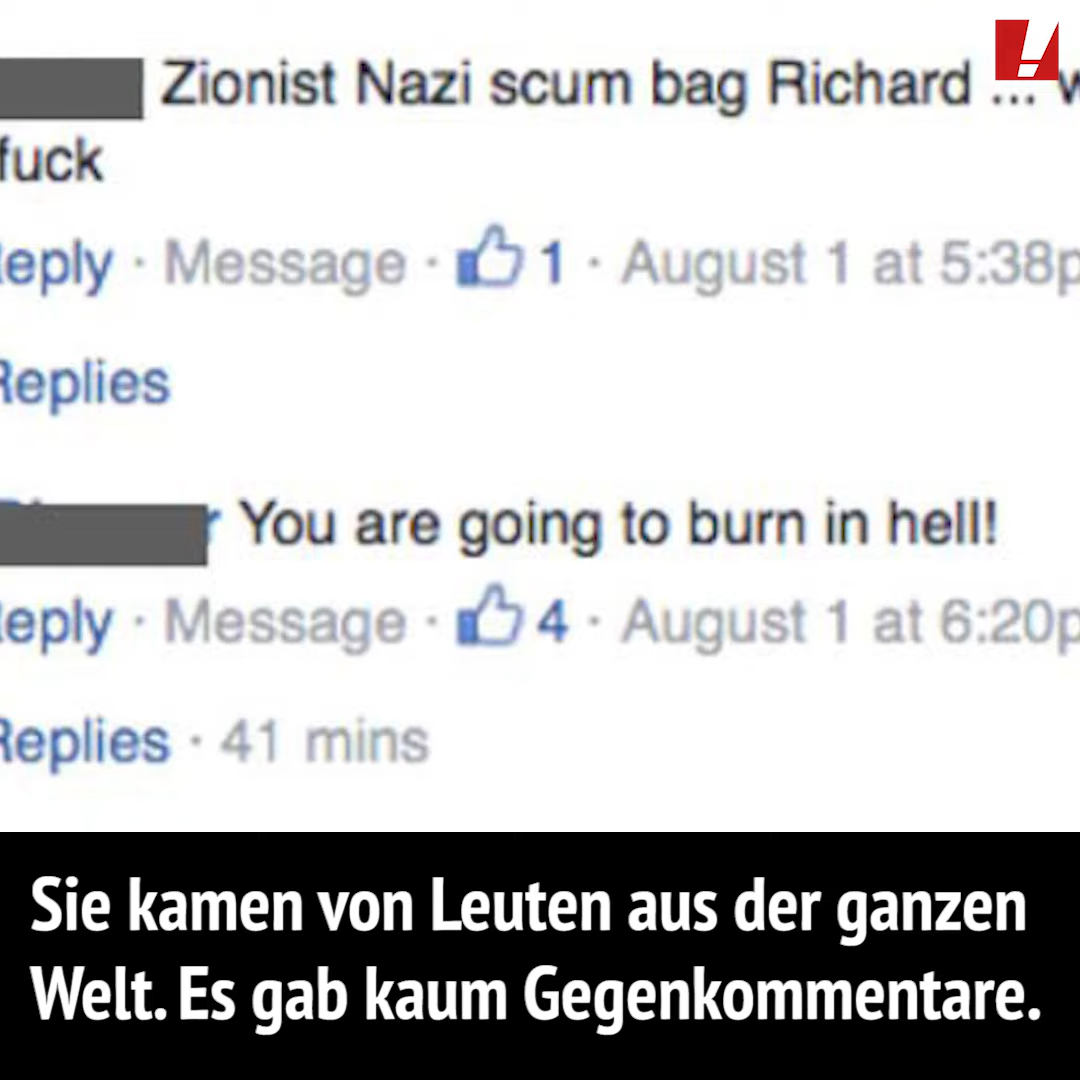 Zionist Nazi scum bag Richard ... w
fuck
eply · Message · 1 · August 1 at 5:38p
Replies
r You are going to burn in hell!
eply · Message · 4 · August 1 at 6:20p
Replies · 41 mins
Sie kamen von Leuten aus der ganzen
Welt. Es gab kaum Gegenkommentare.